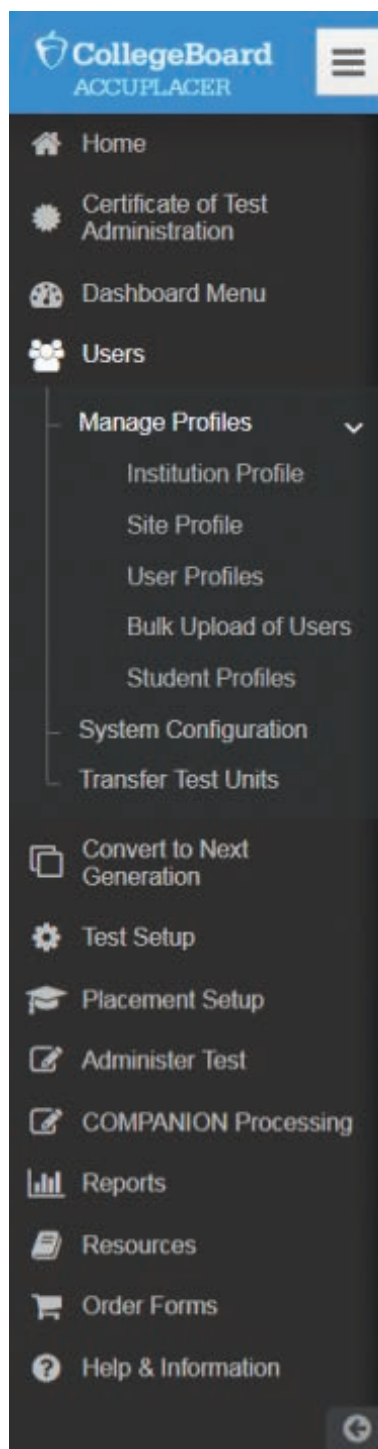 CollegeBoard
ACCUPLACER
Home
Certificate of Test
Administration
Dashboard Menu
Users
Manage Profiles
Institution Profile
Site Profile
User Profiles
Bulk Upload of Users
Student Profiles
System Configuration
Transfer Test Units
Convert to Next
Generation
Test Setup
Placement Setup
Administer Test
COMPANION Processing
Reports
Resources
Order Forms
Help & Information